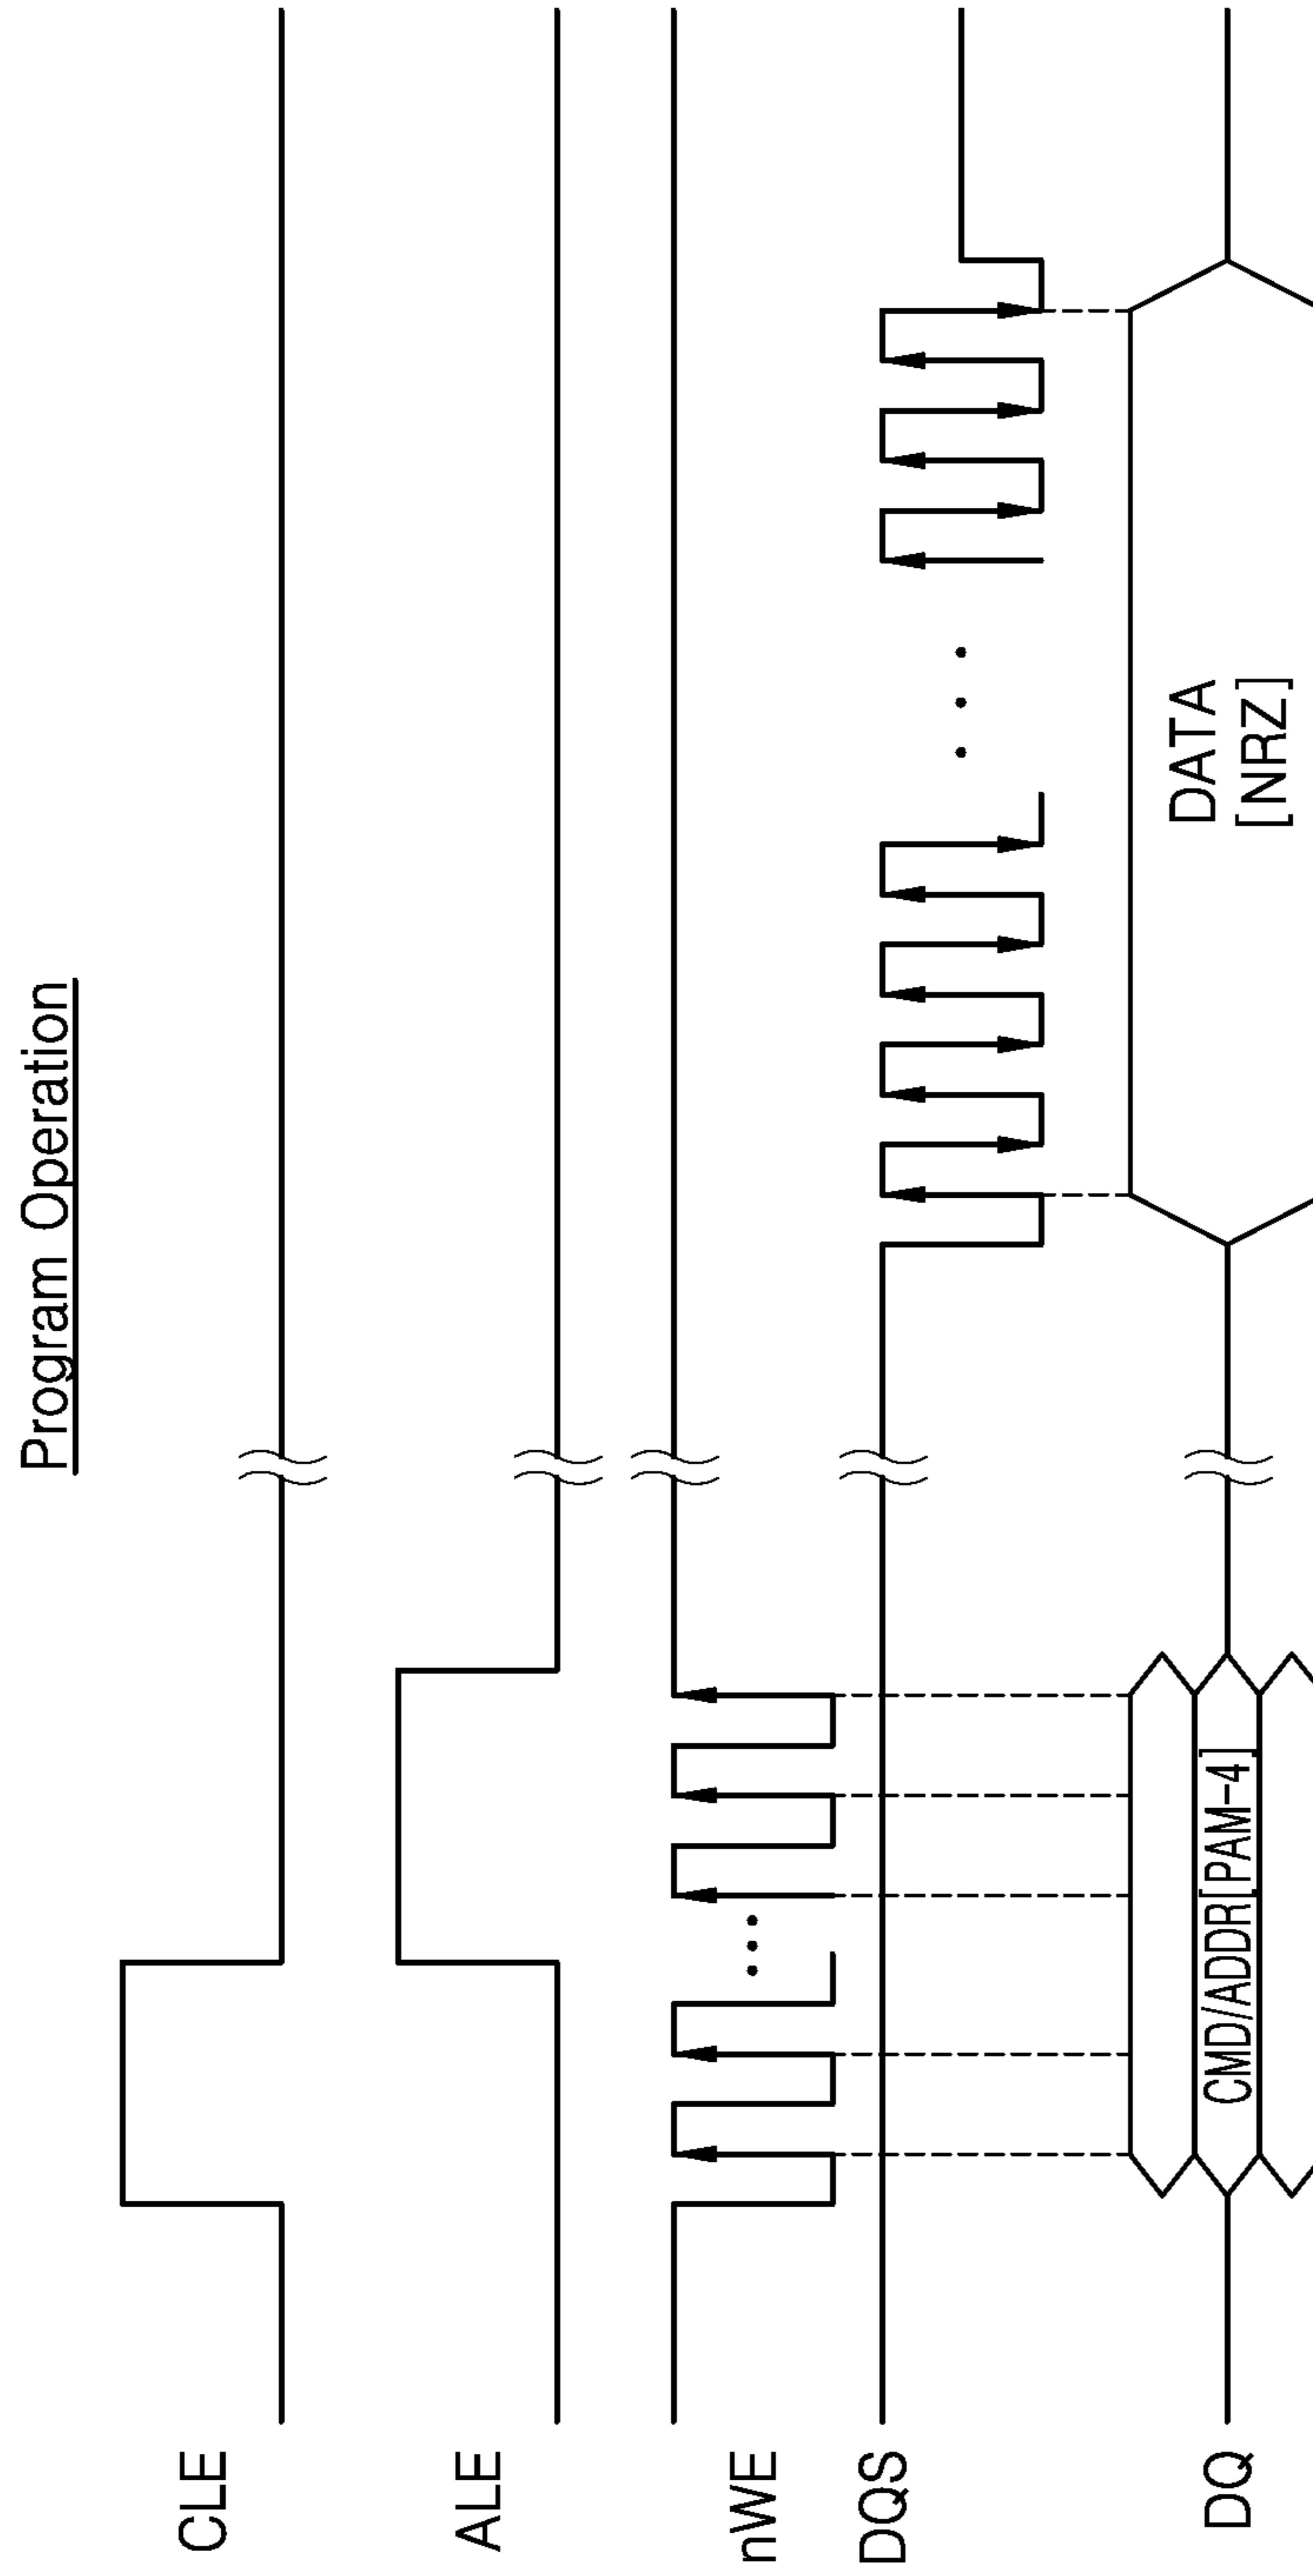 Program Operation
CLE
ALE
nWE
DQS
DQ
CMD/ADDR[PAM-4]
DATA
[NRZ]